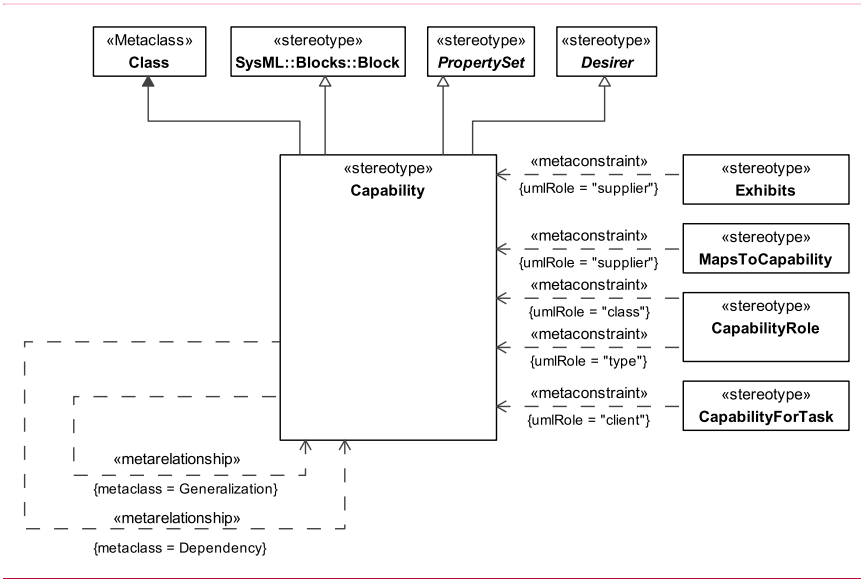 «Metaclass»
Class
«stereotype»
SysML::Blocks::Block
«stereotype»
PropertySet
«stereotype»
Desirer
«stereotype»
Capability
«metaconstraint»
{umlRole = "supplier"}
«stereotype»
Exhibits
«metaconstraint»
{umlRole = "supplier"}
«stereotype»
MapsToCapability
«metaconstraint»
{umlRole = "class"}
«stereotype»
CapabilityRole
«metaconstraint»
{umlRole = "type"}
«metaconstraint»
{umlRole = "client"}
«stereotype»
CapabilityForTask
«metarelationship»
{metaclass = Generalization}
«metarelationship»
{metaclass = Dependency}